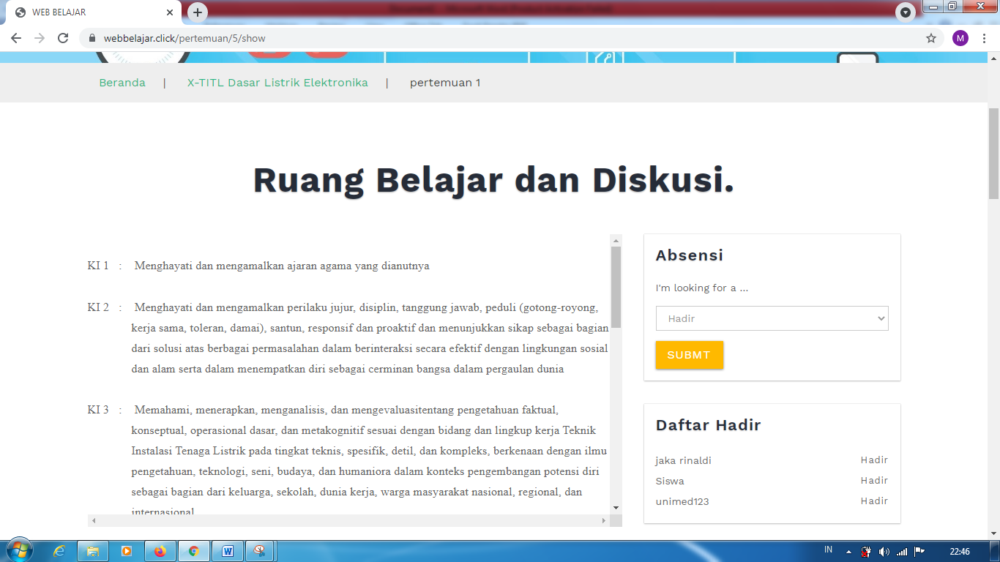 WEB BELAJAR
webbelajar.click/pertemuan/5/show
M
Beranda | X-TITL Dasar Listrik Elektronika | pertemuan 1
Ruang Belajar dan Diskusi.
KI 1 : Menghayati dan mengamalkan ajaran agama yang dianutnya
KI 2 : Menghayati dan mengamalkan perilaku jujur, disiplin, tanggung jawab, peduli (gotong-royong,
kerja sama, toleran, damai), santun, responsif dan proaktif dan menunjukkan sikap sebagai bagian
dari solusi atas berbagai permasalahan dalam berinteraksi secara efektif dengan lingkungan sosial
dan alam serta dalam menempatkan diri sebagai cerminan bangsa dalam pergaulan dunia
KI 3 : Memahami, menerapkan, menganalisis, dan mengevaluasitentang pengetahuan faktual,
konseptual, operasional dasar, dan metakognitif sesuai dengan bidang dan lingkup kerja Teknik
Instalasi Tenaga Listrik pada tingkat teknis, spesifik, detil, dan kompleks, berkenaan dengan ilmu
pengetahuan, teknologi, seni, budaya, dan humaniora dalam konteks pengembangan potensi diri
sebagai bagian dari keluarga, sekolah, dunia kerja, warga masyarakat nasional, regional, dan
internasional
Absensi
I'm looking for a ...
Hadir
SUBMT
Daftar Hadir
jaka rinaldi Hadir
Siswa Hadir
unimed123 Hadir
IN
22:46